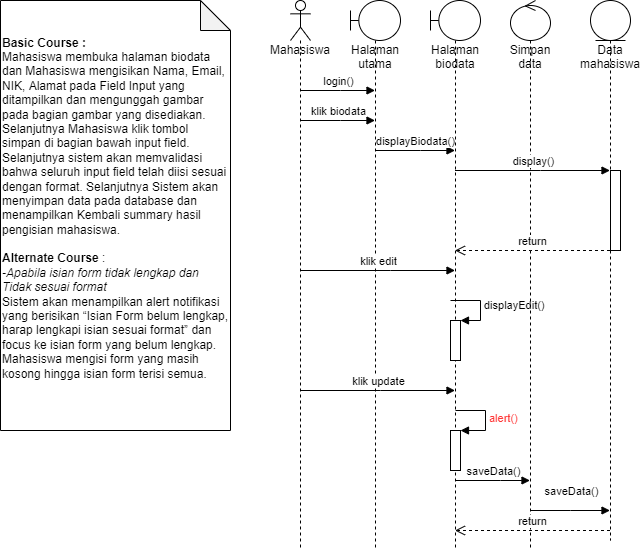 Basic Course :
Mahasiswa membuka halaman biodata
dan Mahasiswa mengisikan Nama, Email,
NIK, Alamat pada Field Input yang
ditampilkan dan mengunggah gambar
pada bagian gambar yang disediakan.
Selanjutnya Mahasiswa klik tombol
simpan di bagian bawah input field.
Selanjutnya sistem akan memvalidasi
bahwa seluruh input field telah diisi sesuai
dengan format. Selanjutnya Sistem akan
menyimpan data pada database dan
menampilkan Kembali summary hasil
pengisian mahasiswa.
Alternate Course :
-Apabila isian form tidak lengkap dan
Tidak sesuai format
Sistem akan menampilkan alert notifikasi
yang berisikan “Isian Form belum lengkap,
harap lengkapi isian sesuai format” dan
focus ke isian form yang belum lengkap.
Mahasiswa mengisi form yang masih
kosong hingga isian form terisi semua.
Mahasiswa
Halaman
utama
Halaman
biodata
Simpan
data
Data
mahasiswa
login()
klik biodata
displayBiodata()
display()
return
klik edit
displayEdit()
klik update
alert()
saveData()
saveData()
return